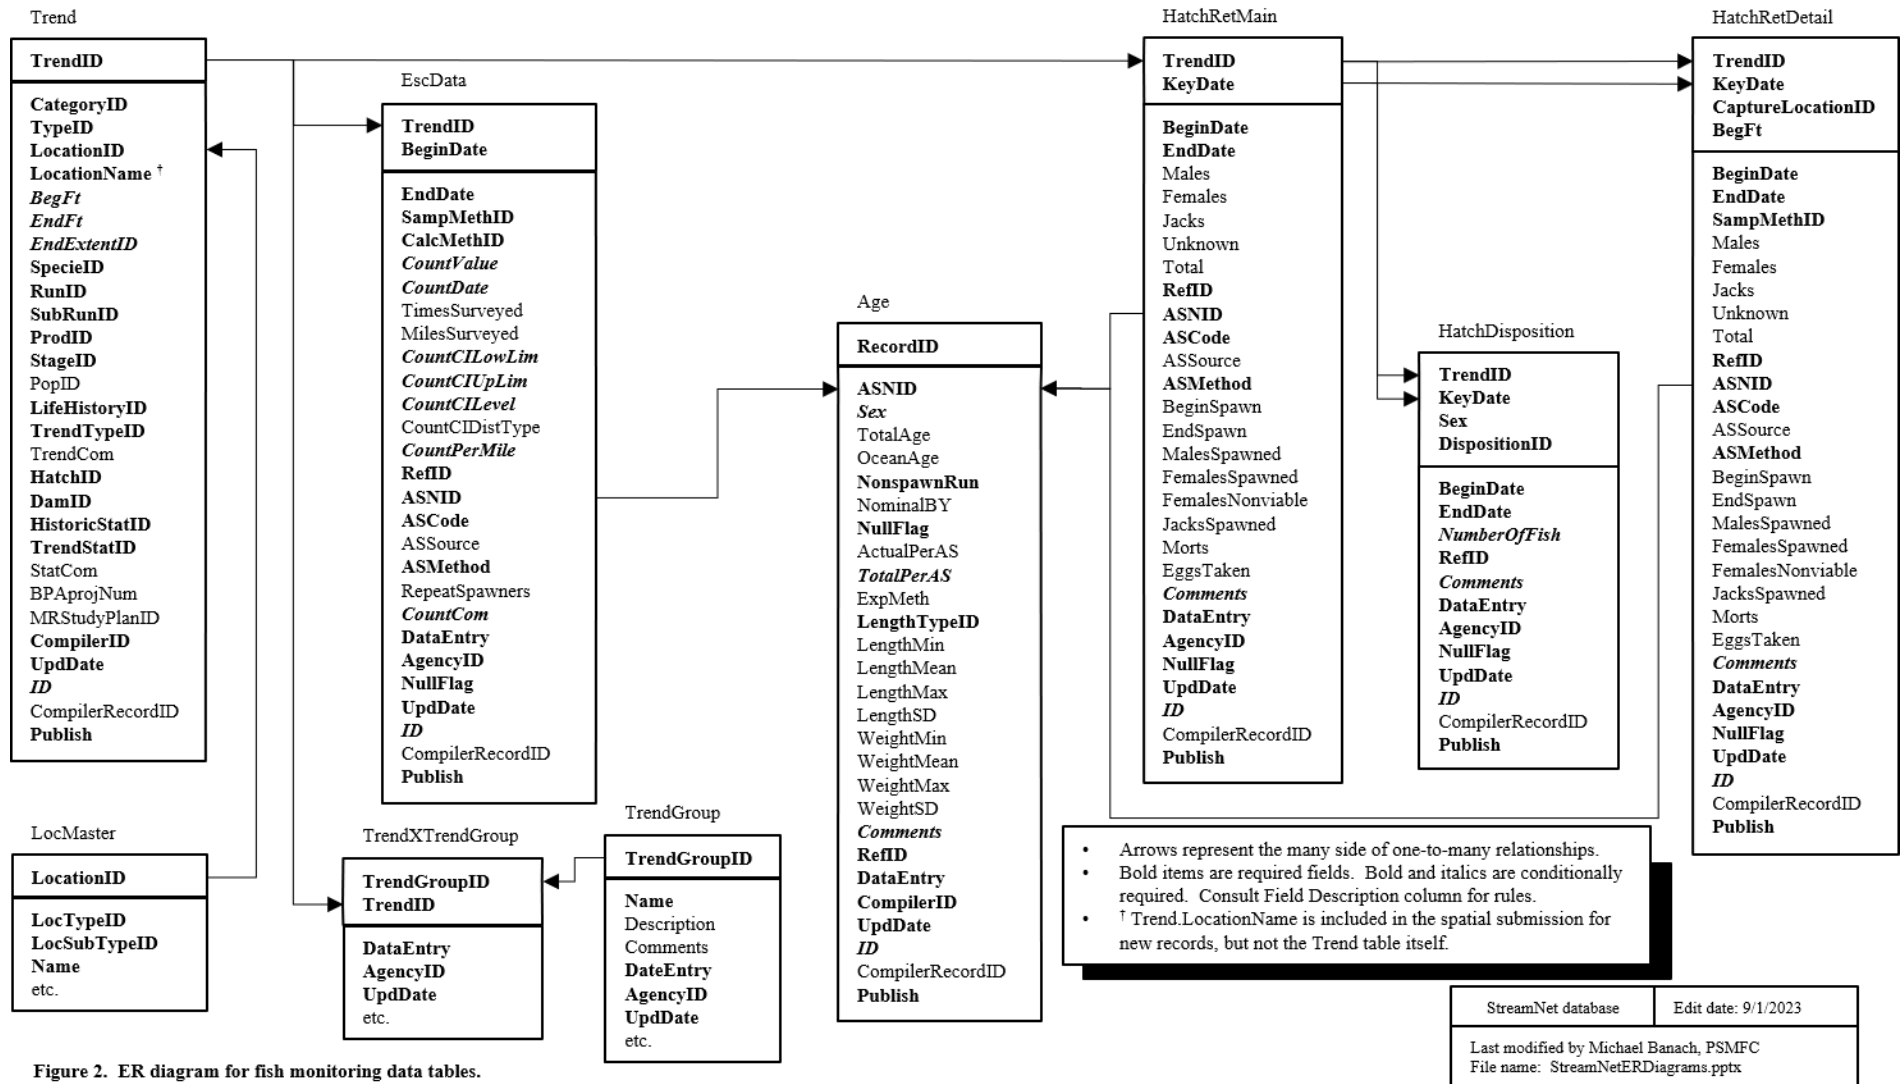 Trend
TrendID
CategoryID
TypeID
LocationID
LocationName †
BegFt
EndFt
EndExtentID
SpecieID
RunID
SubRunID
ProdID
StageID
PopID
LifeHistoryID
TrendTypeID
TrendCom
HatchID
DamID
HistoricStatID
TrendStatID
StatCom
BPAprojNum
MRStudyPlanID
CompilerID
UpdDate
ID
CompilerRecordID
Publish
LocMaster
LocationID
LocTypeID
LocSubTypeID
Name
etc.
EscData
TrendID
BeginDate
EndDate
SampMethID
CalcMethID
CountValue
CountDate
TimesSurveyed
MilesSurveyed
CountCILowLim
CountCIUpLim
CountCILevel
CountCIDistType
CountPerMile
RefID
ASNID
ASCode
ASSource
ASMethod
RepeatSpawners
CountCom
DataEntry
AgencyID
NullFlag
UpdDate
ID
CompilerRecordID
Publish
TrendXTrendGroup
TrendGroupID
TrendID
DataEntry
AgencyID
UpdDate
etc.
TrendGroup
TrendGroupID
Name
Description
Comments
DateEntry
AgencyID
UpdDate
etc.
Age
RecordID
ASNID
Sex
TotalAge
OceanAge
NonspawnRun
NominalBY
NullFlag
ActualPerAS
TotalPerAS
ExpMeth
LengthTypeID
LengthMin
LengthMean
LengthMax
LengthSD
WeightMin
WeightMean
WeightMax
WeightSD
Comments
RefID
DataEntry
CompilerID
UpdDate
ID
CompilerRecordID
Publish
HatchRetMain
TrendID
KeyDate
BeginDate
EndDate
Males
Females
Jacks
Unknown
Total
RefID
ASNID
ASCode
ASSource
ASMethod
BeginSpawn
EndSpawn
MalesSpawned
FemalesSpawned
FemalesNonviable
JacksSpawned
Morts
EggsTaken
Comments
DataEntry
AgencyID
NullFlag
UpdDate
ID
CompilerRecordID
Publish
HatchDisposition
TrendID
KeyDate
Sex
DispositionID
BeginDate
EndDate
NumberOfFish
RefID
Comments
DataEntry
AgencyID
NullFlag
UpdDate
ID
CompilerRecordID
Publish
HatchRetDetail
TrendID
KeyDate
CaptureLocationID
BegFt
BeginDate
EndDate
SampMethID
Males
Females
Jacks
Unknown
Total
RefID
ASNID
ASCode
ASSource
ASMethod
BeginSpawn
EndSpawn
MalesSpawned
FemalesSpawned
FemalesNonviable
JacksSpawned
Morts
EggsTaken
Comments
DataEntry
AgencyID
NullFlag
UpdDate
ID
CompilerRecordID
Publish
• Arrows represent the many side of one-to-many relationships.
• Bold items are required fields. Bold and italics are conditionally
required. Consult Field Description column for rules.
• † Trend.LocationName is included in the spatial submission for
new records, but not the Trend table itself.
StreamNet database
Edit date: 9/1/2023
Last modified by Michael Banach, PSMFC
File name: StreamNetERDiagrams.pptx
Figure 2. ER diagram for fish monitoring data tables.